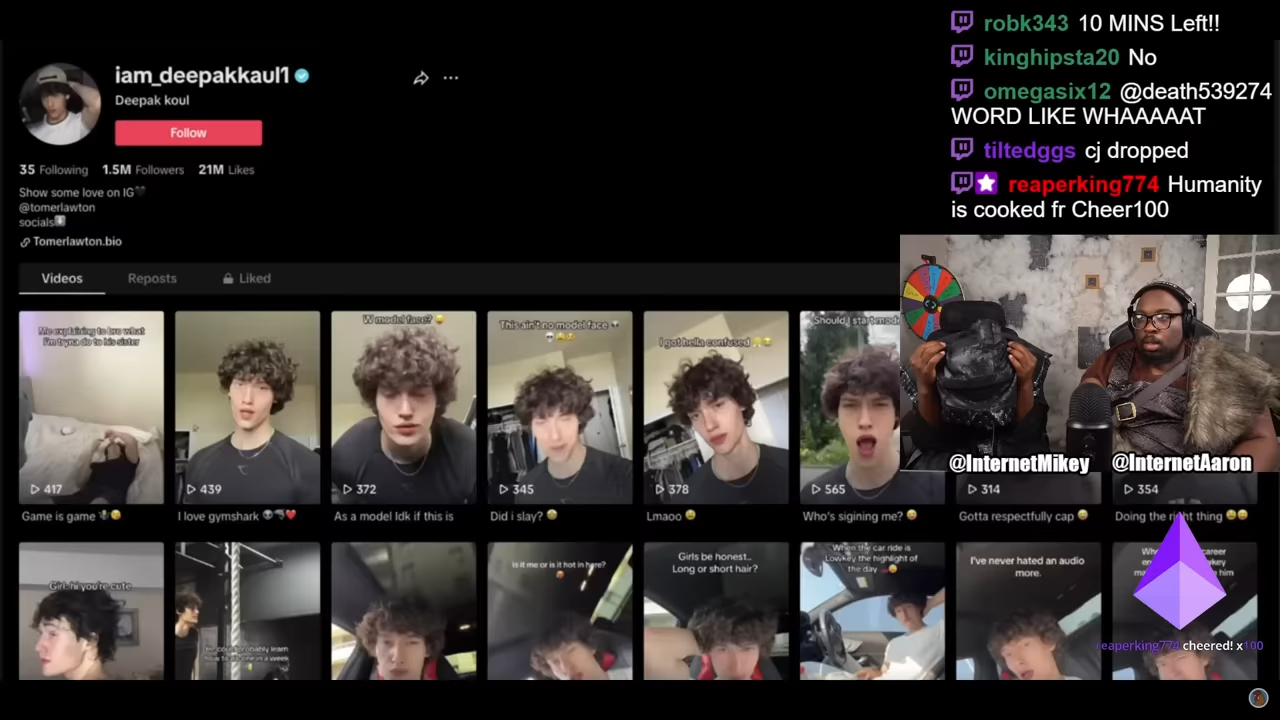 iam_deepakkaul1
Deepak koul
Follow
35 Following 1.5M Followers 21M Likes
Show some love on IG🖤
@tomerlawton
socials⬇️
Tomerlawton.bio
Videos Reposts Liked
Me explaining to bro what
I'm tryna do to his sister
W model face? 😄
This ain't no model face
I got hella confused
Should I start
417
439
372
345
378
565
314
354
Game is game
I love gymshark
As a model Idk if this is
Did i slay?
Lmaoo
Who's sigining me?
Gotta respectfully cap
Doing the right thing
Girl: hi you're cute
Is it me or is it hot in here?
Girls be honest..
Long or short hair?
When the car ride is
Lowkey the highlight of
the day
I've never hated an audio
more.
career
him
robk343 10 MINS Left!!
kinghipsta20 No
omegasix12 @death539274
WORD LIKE WHAAAAAT
tiltedggs cj dropped
reaperking774 Humanity
is cooked fr Cheer100
@InternetMikey
@InternetAaron
reaperking774 cheered! x100